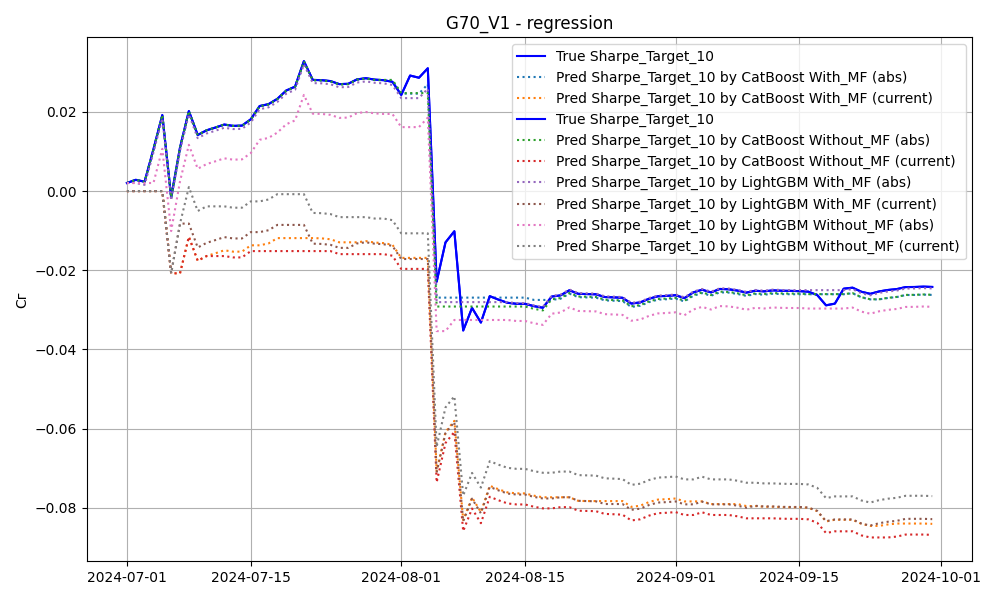 G70_V1 - regression
True Sharpe_Target_10
Pred Sharpe_Target_10 by CatBoost With_MF (abs)
Pred Sharpe_Target_10 by CatBoost With_MF (current)
True Sharpe_Target_10
Pred Sharpe_Target_10 by CatBoost Without_MF (abs)
Pred Sharpe_Target_10 by CatBoost Without_MF (current)
Pred Sharpe_Target_10 by LightGBM With_MF (abs)
Pred Sharpe_Target_10 by LightGBM With_MF (current)
Pred Sharpe_Target_10 by LightGBM Without_MF (abs)
Pred Sharpe_Target_10 by LightGBM Without_MF (current)
Cr
0.02
0.00
−0.02
−0.04
−0.06
−0.08
2024-07-01
2024-07-15
2024-08-01
2024-08-15
2024-09-01
2024-09-15
2024-10-01